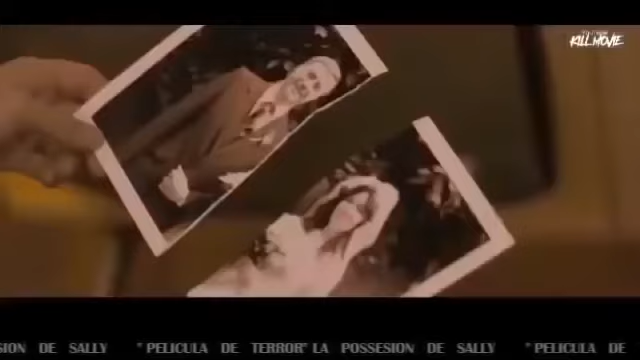 KILL.MOVIE
SION DE SALLY "PELICULA DE TERROR" LA POSSESION DE SALLY "PELICULA DE